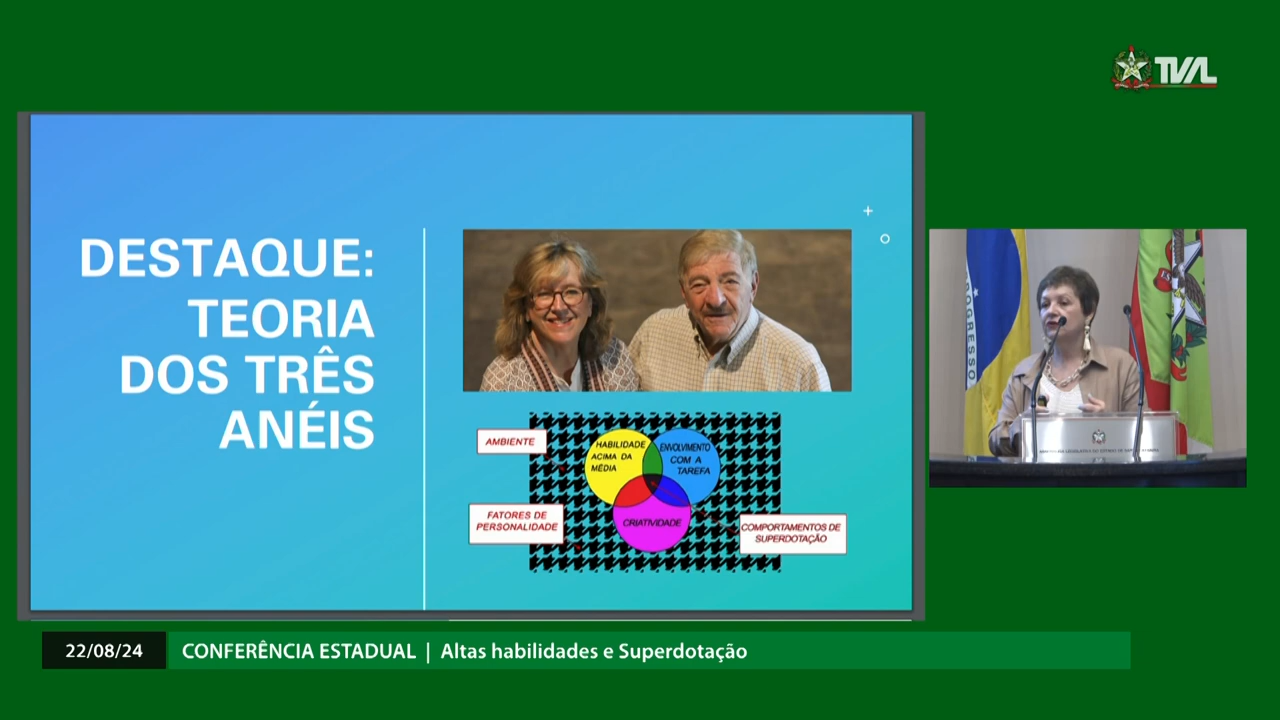 TVAL
DESTAQUE:
TEORIA
DOS TRÊS
ANÉIS
AMBIENTE
HABILIDADE
ACIMA DA
MÉDIA
ENVOLVIMENTO
COM A
TAREFA
CRIATIVIDADE
FATORES DE
PERSONALIDADE
COMPORTAMENTOS DE
SUPERDOTAÇÃO
22/08/24
CONFERÊNCIA ESTADUAL | Altas habilidades e Superdotação